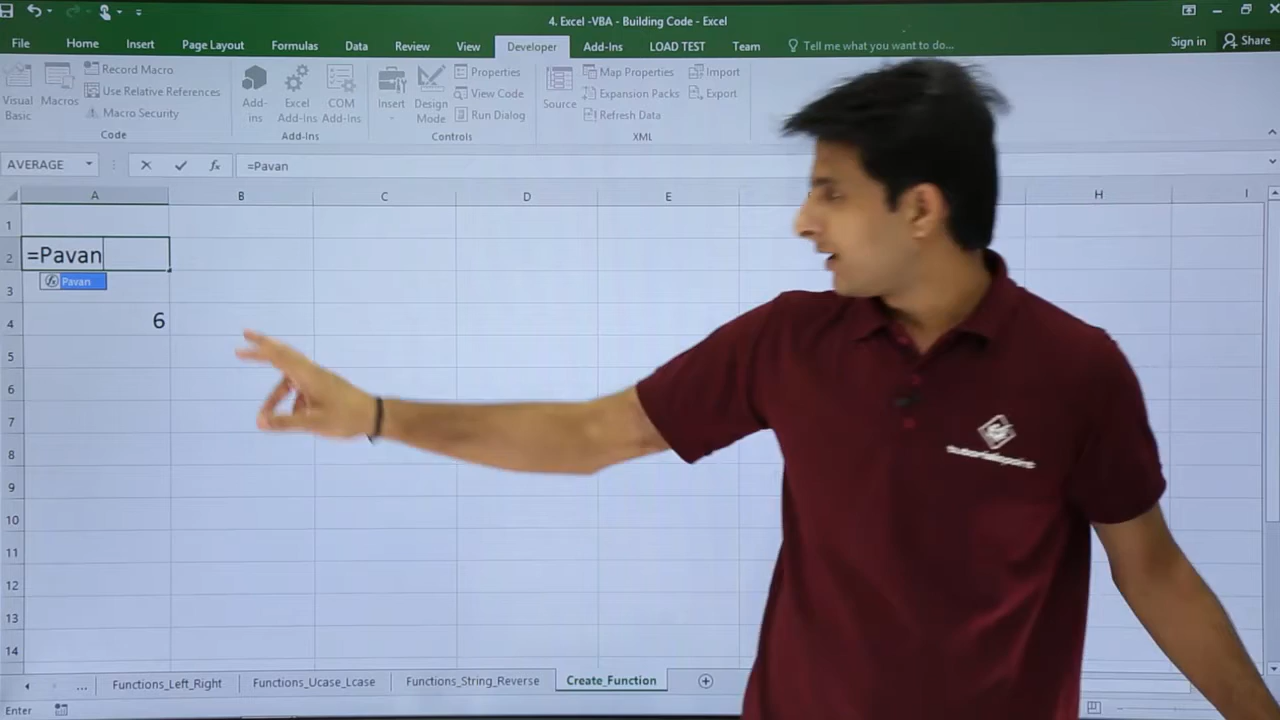 4. Excel -VBA - Building Code - Excel
File Home Insert Page Layout Formulas Data Review View Developer Add-Ins LOAD TEST Team Tell me what you want to do... Sign in Share
Visual Basic
Macros
Record Macro
Use Relative References
Macro Security
Code
Add-ins
Excel Add-Ins
COM Add-Ins
Add-Ins
Insert
Design Mode
Properties
View Code
Run Dialog
Controls
Source
Map Properties
Expansion Packs
Refresh Data
Import
Export
XML
AVERAGE fx =Pavan
A B C D E H I
1
2 =Pavan
fx Pavan
3
4 6
5
6
7
8
9
10
11
12
13
14
... Functions_Left_Right Functions_Ucase_Lcase Functions_String_Reverse Create_Function
Enter